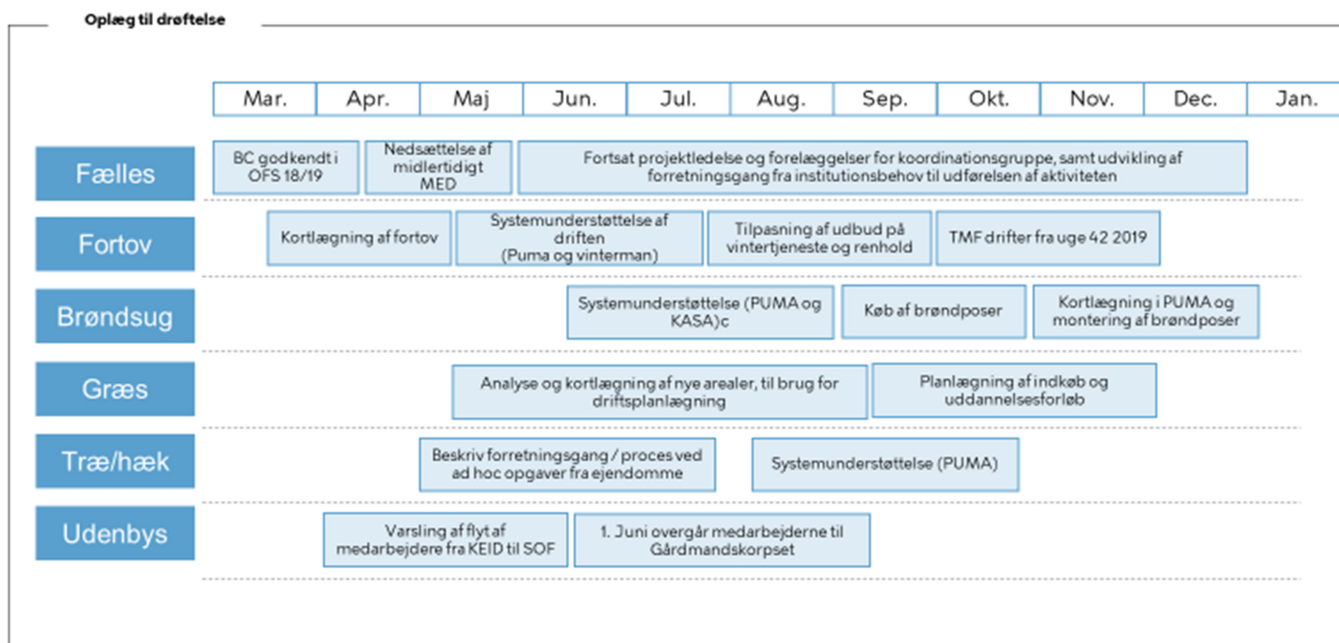 Oplæg til drøftelse
Mar. Apr. Maj Jun. Jul. Aug. Sep. Okt. Nov. Dec. Jan.
Fælles
BC godkendt i
OFS 18/19
Nedsættelse af
midlertidigt
MED
Fortsat projektledelse og forelæggelser for koordinationsgruppe, samt udvikling af
forretningsgang fra institutionsbehov til udførelsen af aktiviteten
Fortov
Kortlægning af fortov
Systemunderstøttelse af
driften
(Puma og vinterman)
Tilpasning af udbud på
vintertjeneste og renhold
TMF drifter fra uge 42 2019
Brøndsug
Systemunderstøttelse (PUMA og
KASA)c
Køb af brøndposer
Kortlægning i PUMA og
montering af brøndposer
Græs
Analyse og kortlægning af nye arealer, til brug for
driftsplanlægning
Planlægning af indkøb og
uddannelsesforløb
Træ/hæk
Beskriv forretningsgang / proces ved
ad hoc opgaver fra ejendomme
Systemunderstøttelse (PUMA)
Udenbys
Varsling af flyt af
medarbejdere fra KEID til SOF
1. Juni overgår medarbejderne til
Gårdmandskorpset